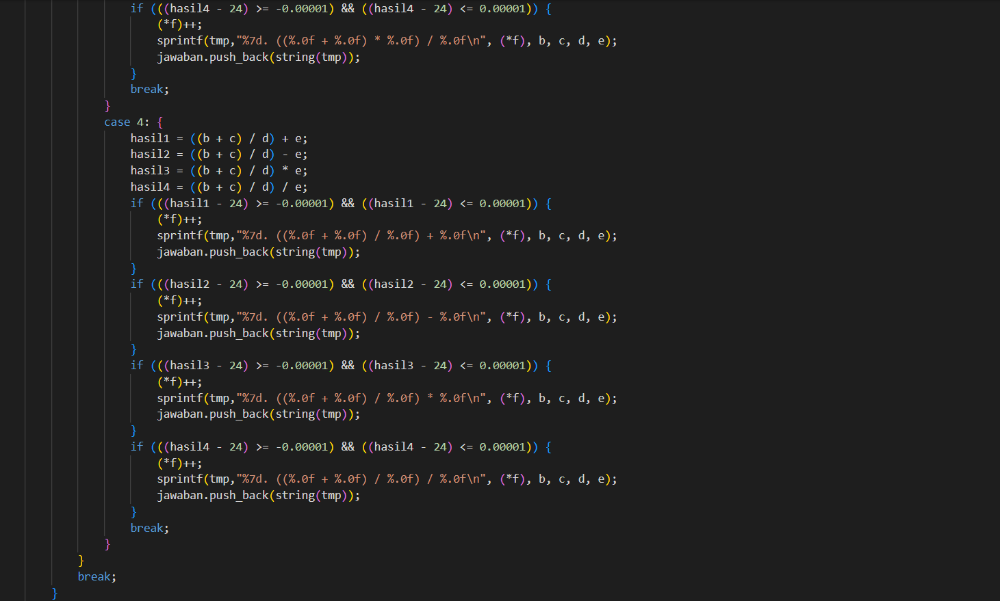 if (((hasil4 - 24) >= -0.00001) && ((hasil4 - 24) <= 0.00001)) {
(*f)++;
sprintf(tmp,"%7d. ((%.0f + %.0f) * %.0f) / %.0f\n", (*f), b, c, d, e);
jawaban.push_back(string(tmp));
}
break;
}
case 4: {
hasil1 = ((b + c) / d) + e;
hasil2 = ((b + c) / d) - e;
hasil3 = ((b + c) / d) * e;
hasil4 = ((b + c) / d) / e;
if (((hasil1 - 24) >= -0.00001) && ((hasil1 - 24) <= 0.00001)) {
(*f)++;
sprintf(tmp,"%7d. ((%.0f + %.0f) / %.0f) + %.0f\n", (*f), b, c, d, e);
jawaban.push_back(string(tmp));
}
if (((hasil2 - 24) >= -0.00001) && ((hasil2 - 24) <= 0.00001)) {
(*f)++;
sprintf(tmp,"%7d. ((%.0f + %.0f) / %.0f) - %.0f\n", (*f), b, c, d, e);
jawaban.push_back(string(tmp));
}
if (((hasil3 - 24) >= -0.00001) && ((hasil3 - 24) <= 0.00001)) {
(*f)++;
sprintf(tmp,"%7d. ((%.0f + %.0f) / %.0f) * %.0f\n", (*f), b, c, d, e);
jawaban.push_back(string(tmp));
}
if (((hasil4 - 24) >= -0.00001) && ((hasil4 - 24) <= 0.00001)) {
(*f)++;
sprintf(tmp,"%7d. ((%.0f + %.0f) / %.0f) / %.0f\n", (*f), b, c, d, e);
jawaban.push_back(string(tmp));
}
break;
}
}
break;
}